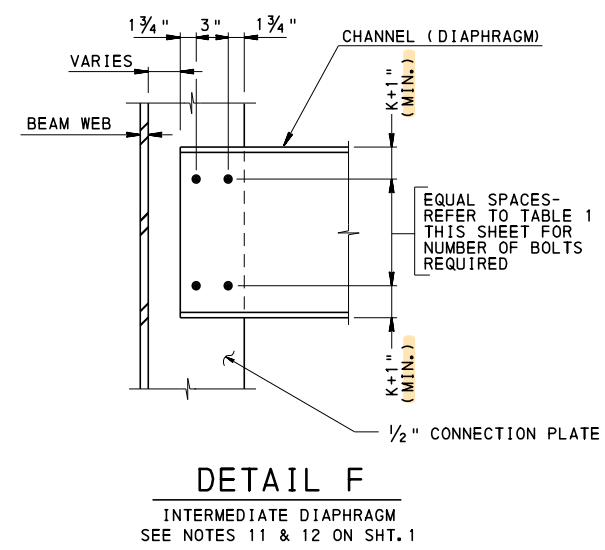 1 3/4" 3" 1 3/4"
CHANNEL (DIAPHRAGM)
VARIES
K+1"
(MIN.)
BEAM WEB
EQUAL SPACES-
REFER TO TABLE 1
THIS SHEET FOR
NUMBER OF BOLTS
REQUIRED
K+1"
(MIN.)
1/2" CONNECTION PLATE
DETAIL F
INTERMEDIATE DIAPHRAGM
SEE NOTES 11 & 12 ON SHT.1